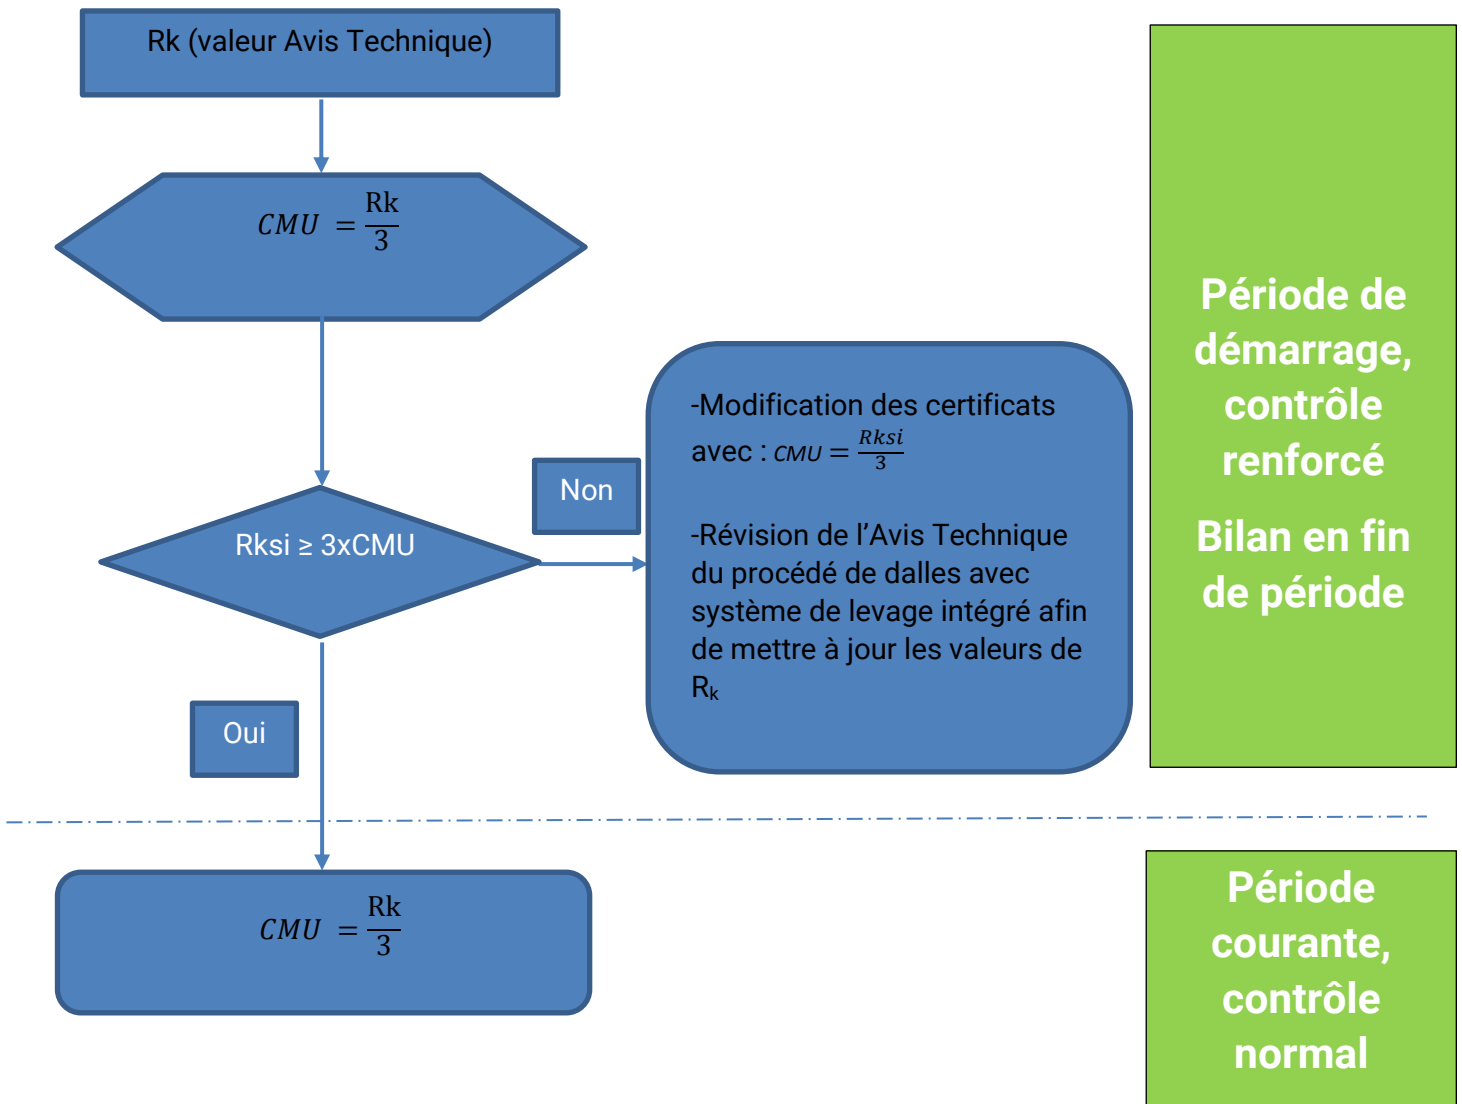 Rk (valeur Avis Technique)
CMU = Rk/3
Rksi ≥ 3xCMU
Non
-Modification des certificats
avec : CMU = Rksi/3
-Révision de l’Avis Technique
du procédé de dalles avec
système de levage intégré afin
de mettre à jour les valeurs de
Rk
Oui
CMU = Rk/3
Période de
démarrage,
contrôle
renforcé
Bilan en fin
de période
Période
courante,
contrôle
normal